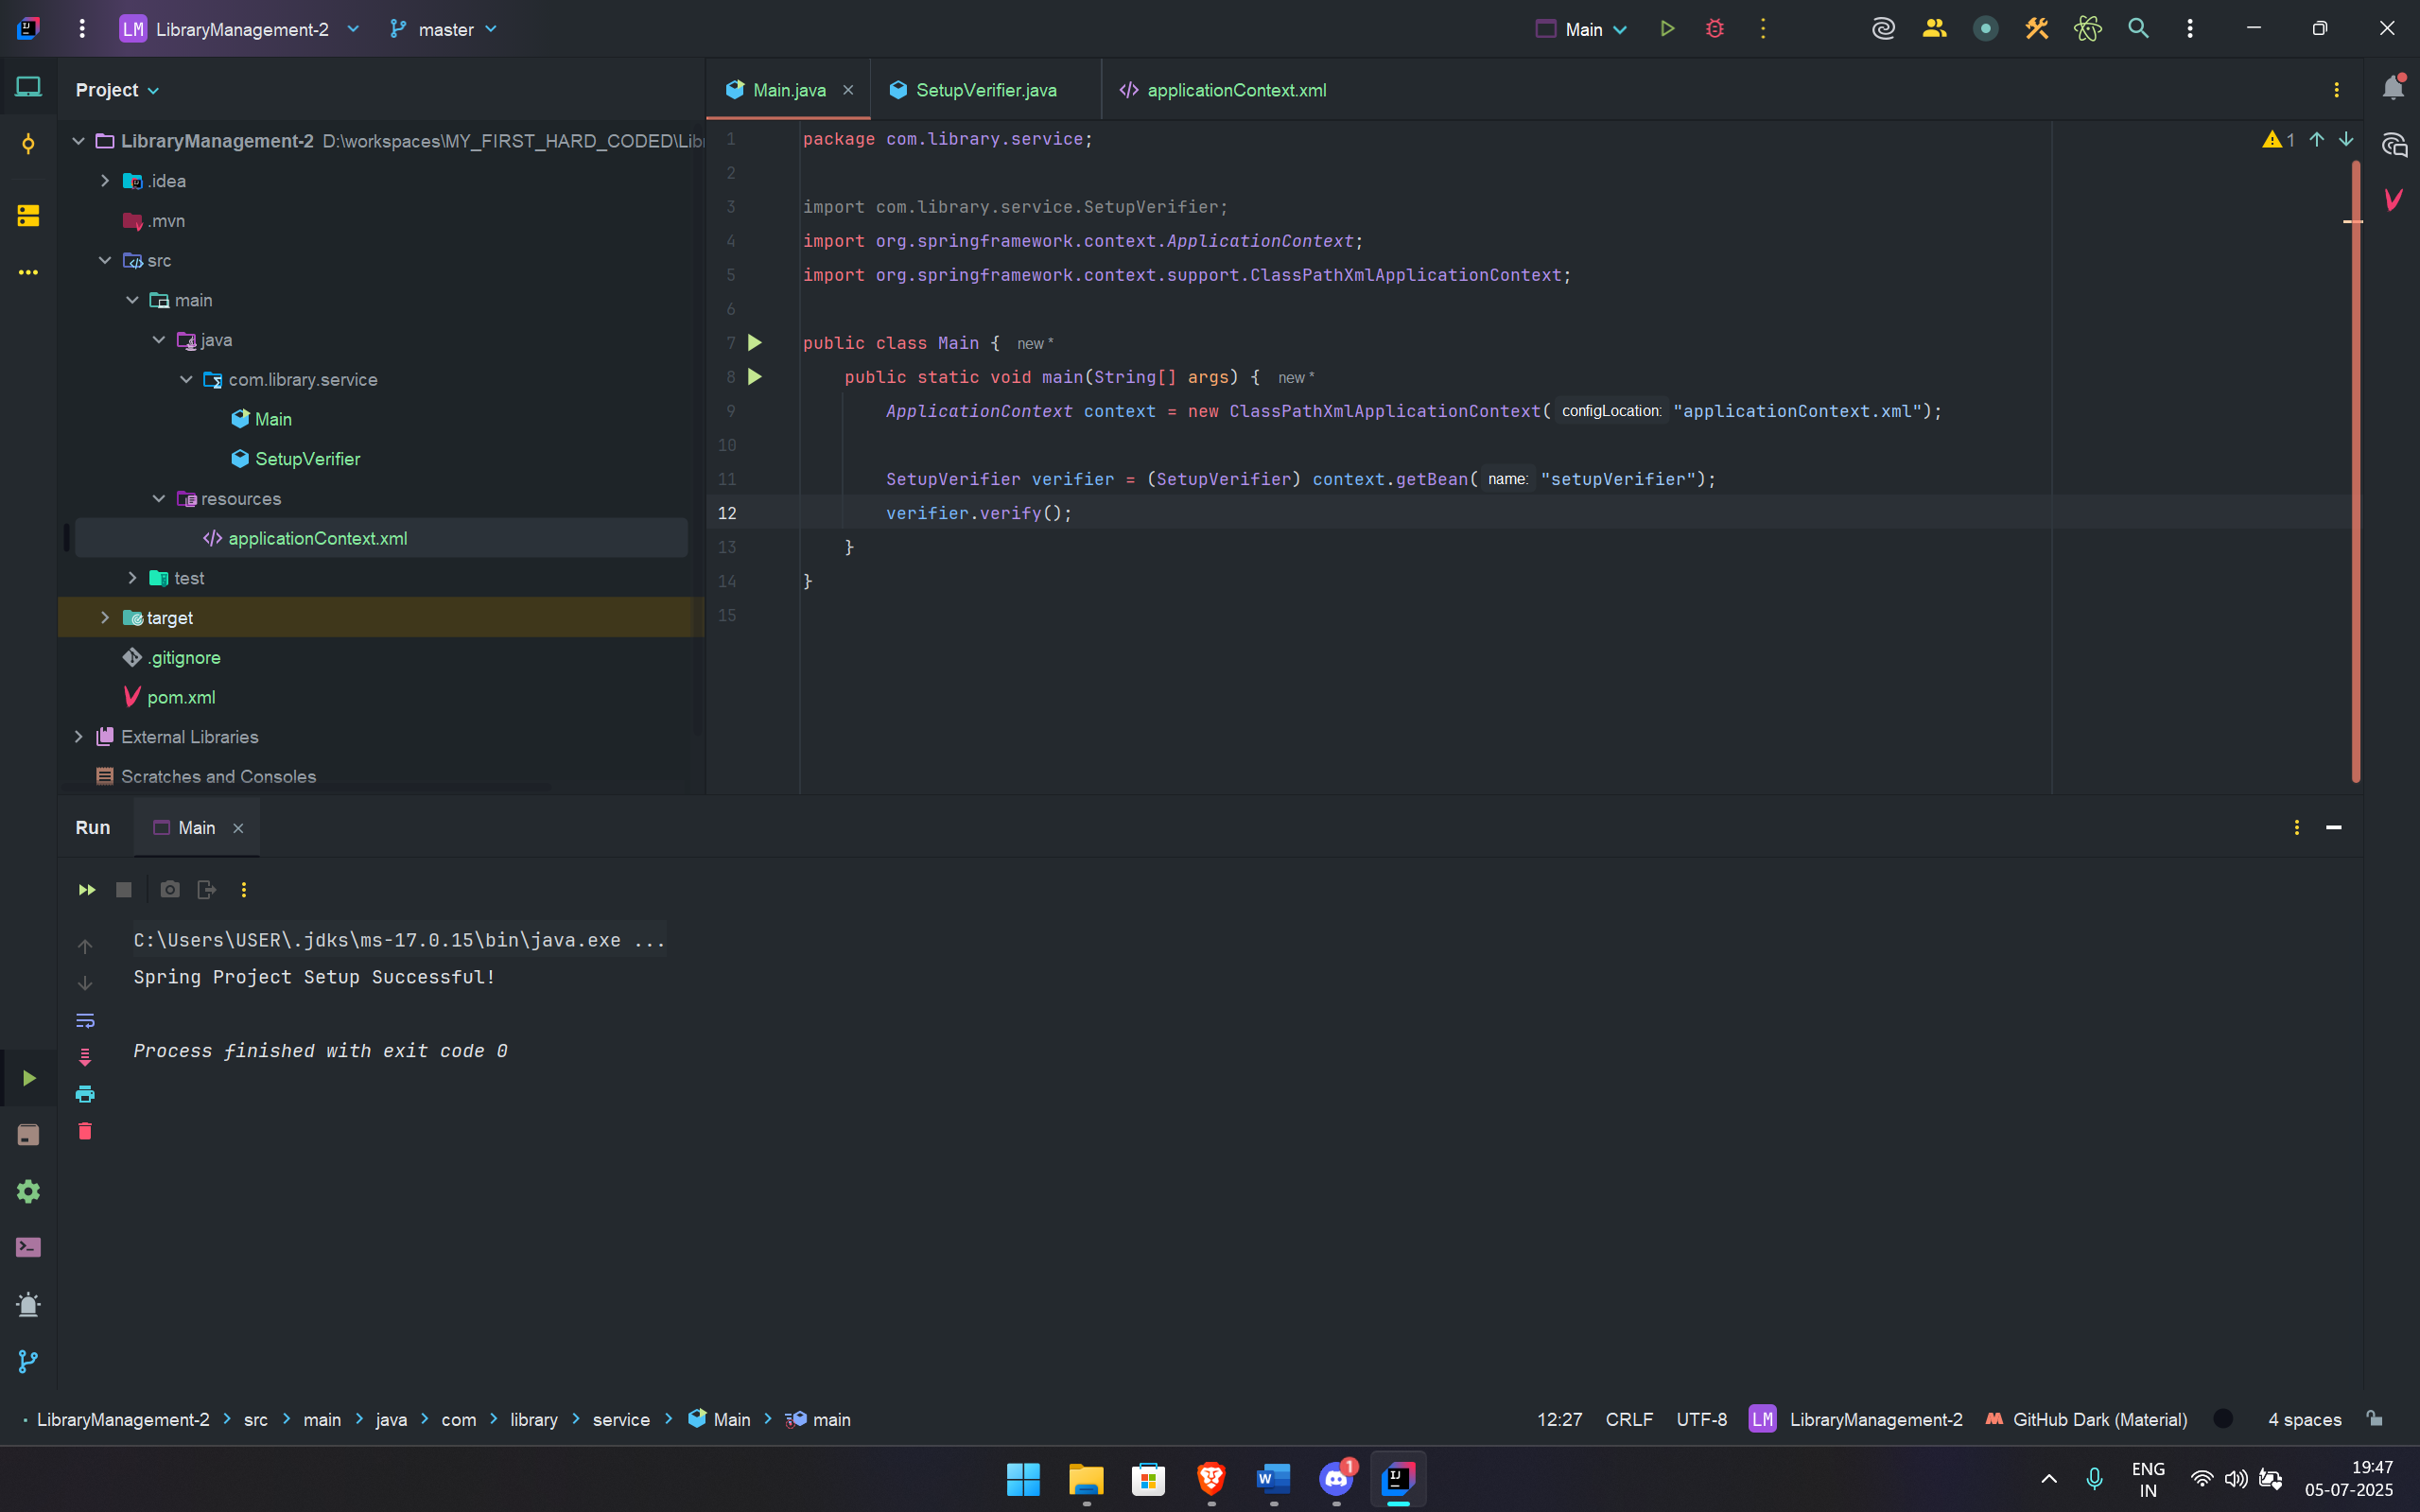 LM LibraryManagement-2 master Main
Project
Main.java SetupVerifier.java applicationContext.xml
LibraryManagement-2 D:\workspaces\MY_FIRST_HARD_CODED\Lib
.idea
.mvn
src
main
java
com.library.service
Main
SetupVerifier
resources
applicationContext.xml
test
target
.gitignore
pom.xml
External Libraries
Scratches and Consoles
1 package com.library.service;
1
2
3 import com.library.service.SetupVerifier;
4 import org.springframework.context.ApplicationContext;
5 import org.springframework.context.support.ClassPathXmlApplicationContext;
6
7 public class Main { new *
8 public static void main(String[] args) { new *
9 ApplicationContext context = new ClassPathXmlApplicationContext( configLocation: "applicationContext.xml");
10
11 SetupVerifier verifier = (SetupVerifier) context.getBean( name: "setupVerifier");
12 verifier.verify();
13 }
14 }
15
Run Main
C:\Users\USER\.jdks\ms-17.0.15\bin\java.exe ...
Spring Project Setup Successful!
Process finished with exit code 0
LibraryManagement-2 > src > main > java > com > library > service > Main > main
12:27 CRLF UTF-8 LM LibraryManagement-2 GitHub Dark (Material) 4 spaces
1
ENG
IN
19:47
05-07-2025